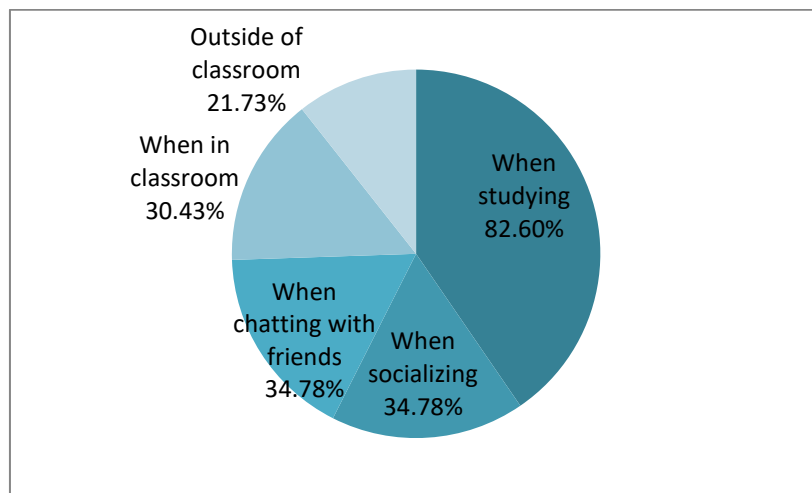 Outside of
classroom
21.73%
When in
classroom
30.43%
When
chatting with
friends
34.78%
When
socializing
34.78%
When
studying
82.60%